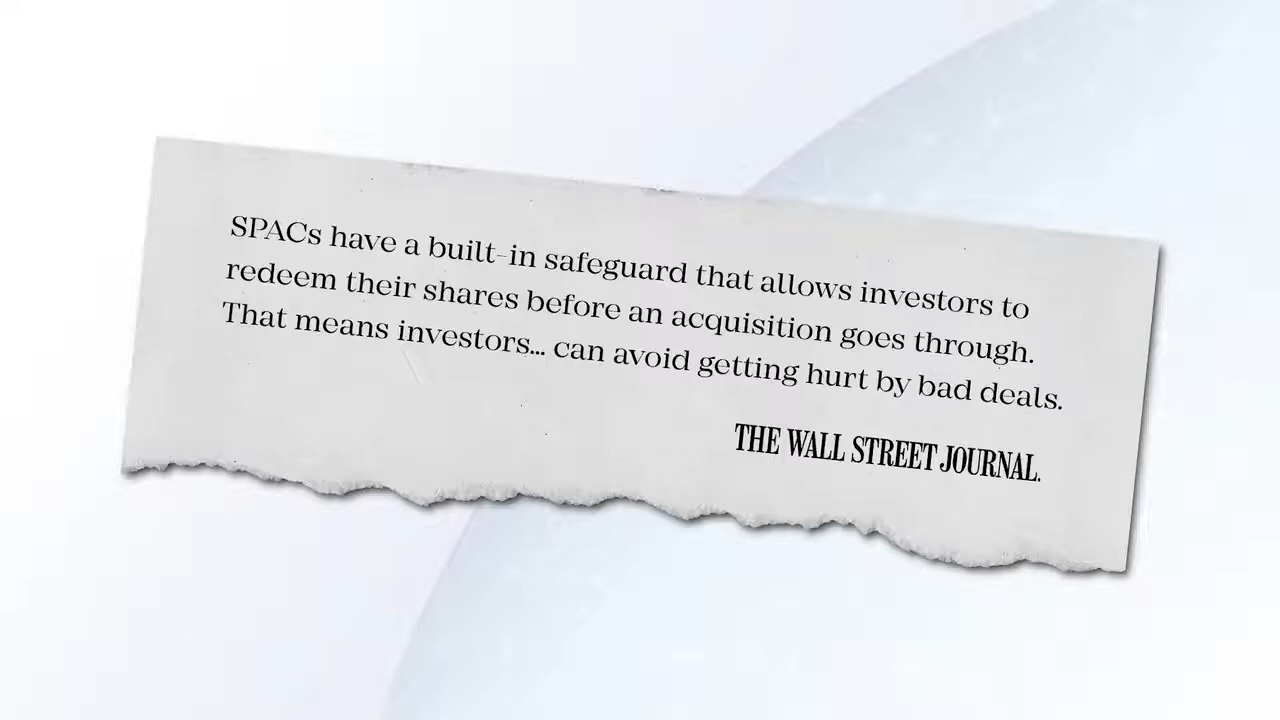 SPACs have a built-in safeguard that allows investors to
redeem their shares before an acquisition goes through.
That means investors... can avoid getting hurt by bad deals.
THE WALL STREET JOURNAL.